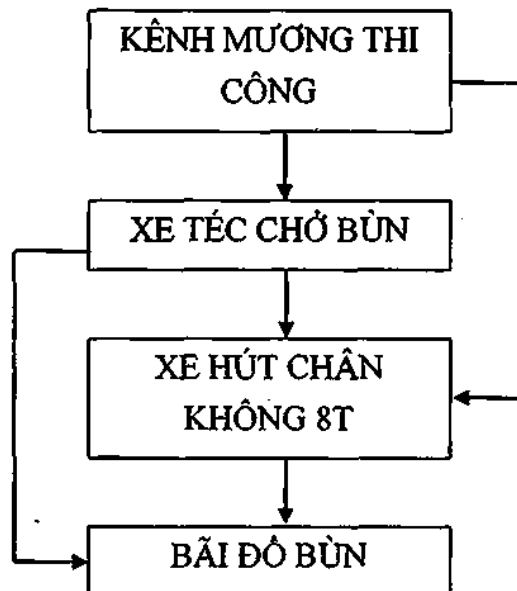 KÊNH MƯƠNG THI
CÔNG
XE TÉC CHỞ BÙN
XE HÚT CHÂN
KHÔNG 8T
BÃI ĐỔ BÙN